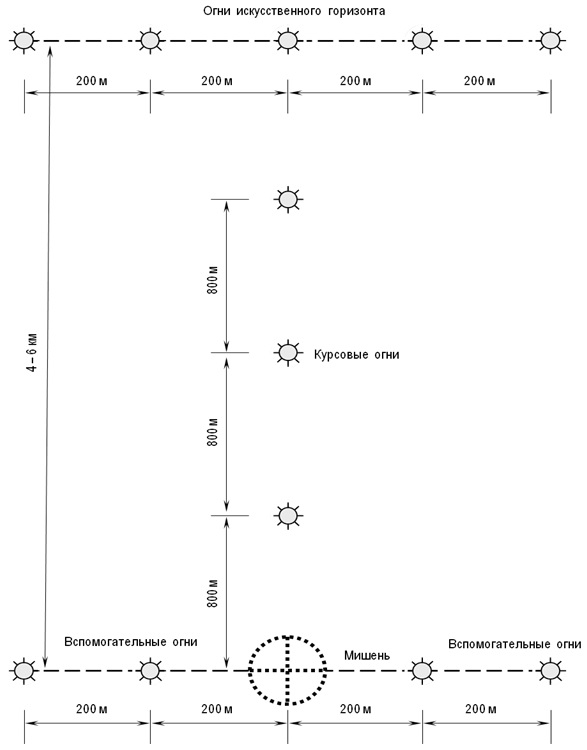 Огни искусственного горизонта
200 м 200 м 200 м 200 м
800 м
4 – 6 км
Курсовые огни
800 м
800 м
Вспомогательные огни
Мишень
Вспомогательные огни
200 м 200 м 200 м 200 м